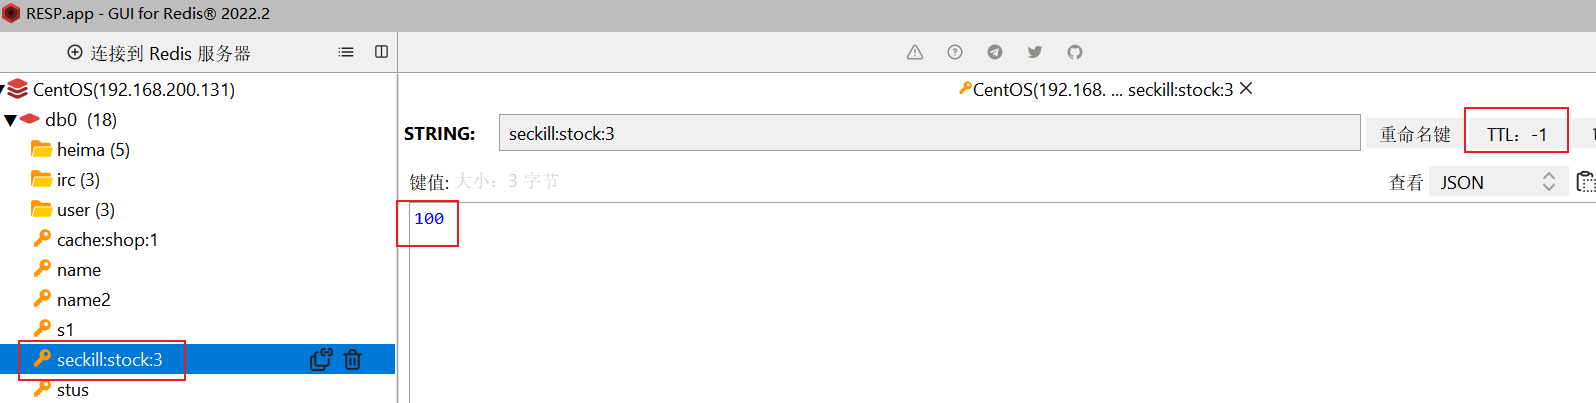 RESP.app - GUI for Redis® 2022.2
连接到 Redis 服务器
CentOS(192.168.200.131)
db0 (18)
heima (5)
irc (3)
user (3)
cache:shop:1
name
name2
s1
seckill:stock:3
stus
CentOS(192.168. ... seckill:stock:3
STRING:
seckill:stock:3
重命名键
TTL：-1
键值: 大小：3 字节
查看
JSON
100